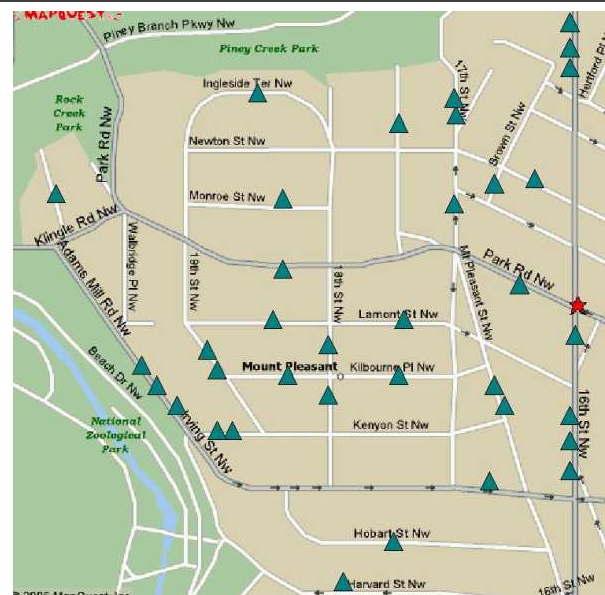 MAPQUEST
Piney Branch Pkwy Nw
Piney Creek Park
Hertford Pl N
17th St Nw
Ingleside Ter Nw
Rock
Creek
Park
Park Rd Nw
Brown St Nw
Newton St Nw
Monroe St Nw
Klingle Rd Nw
Walbridge Pl Nw
19th St Nw
18th St Nw
Mt Pleasant St Nw
Park Rd Nw
Adams Mill Rd Nw
Lamont St Nw
Beach Dr Nw
Mount Pleasant
Kilbourne Pl Nw
National
Zoological
Park
Irving St Nw
Kenyon St Nw
16th St Nw
Hobart St Nw
Harvard St Nw
16th St Nw
© 2005 MapQuest, Inc.